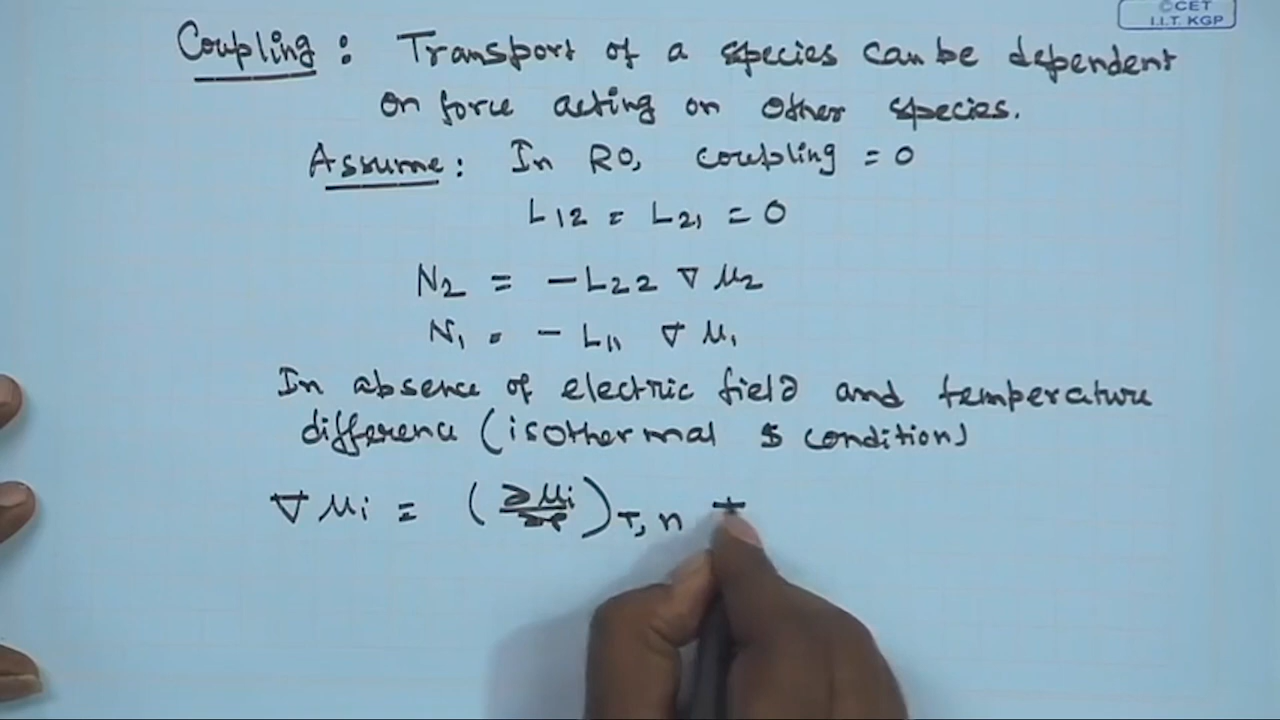 ©CET
I.I.T. KGP
Coupling : Transport of a species can be dependent
on force acting on other species.
Assume : In RO, coupling = 0
L12 = L21 = 0
N2 = -L22 ∇ μ2
N1 = - L11 ∇ μ1
In absence of electric field and temperature
difference (isothermal $ condition)
∇ μi = (∂μi/∂P)T, n +